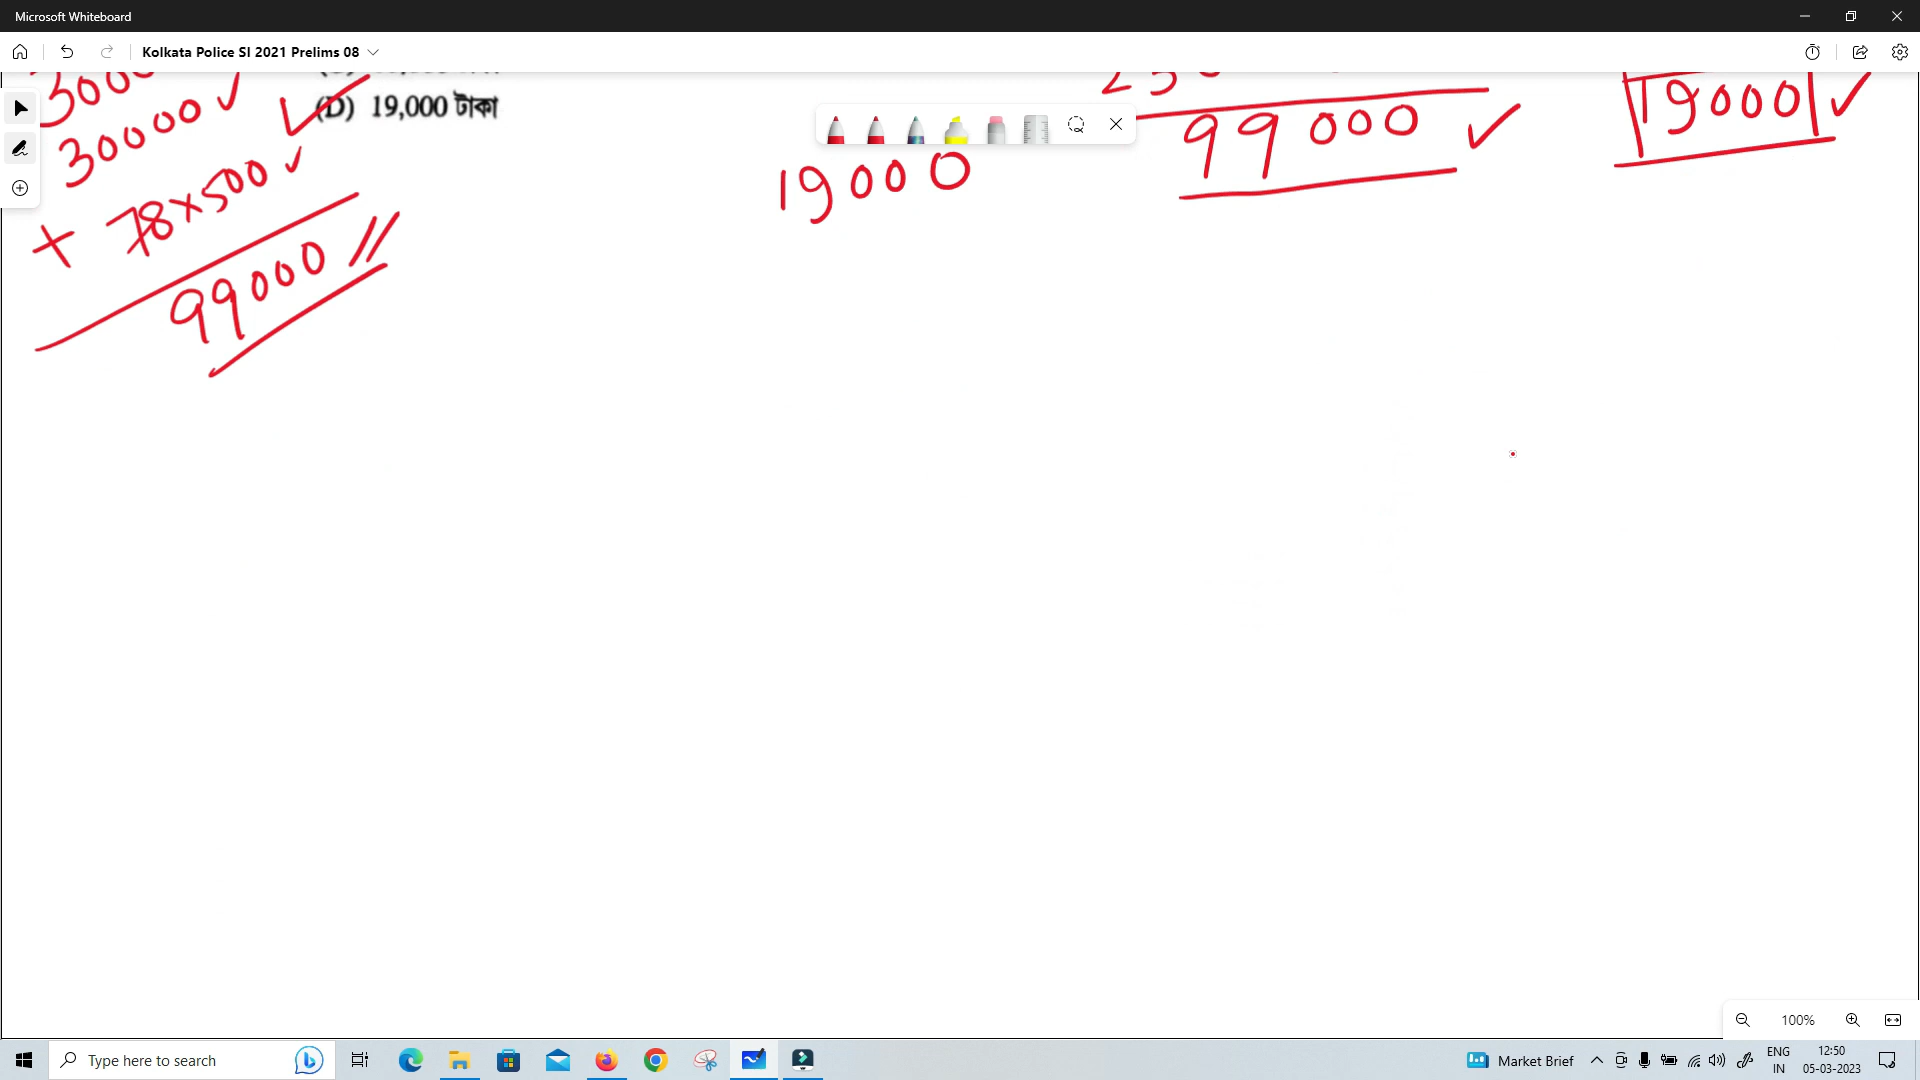 Microsoft Whiteboard
Kolkata Police SI 2021 Prelims 08
30000
+ 78×500
99000
(D) 19,000 টাকা
19000
99000
19000
100%
Type here to search
Market Brief
ENG
IN
12:50
05-03-2023